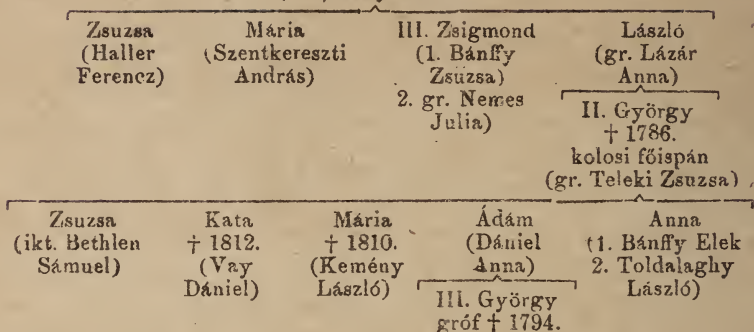 Zsuzsa Mária III. Zsigmond László
(Haller (Szentkereszti (1. Bánffy (gr. Lázár
Ferencz) András) Zsuzsa) Anna)
2. gr. Nemes
Julia)
II. György
† 1786.
kolosi főispán
(gr. Teleki Zsuzsa)
Zsuzsa Kata Mária Ádám Anna
(ikt. Bethlen † 1812. † 1810. (Dániel (1. Bánffy Elek
Sámuel) (Vay (Kemény Anna) 2. Toldalaghy
Dániel) László) László)
III. György
gróf † 1794.